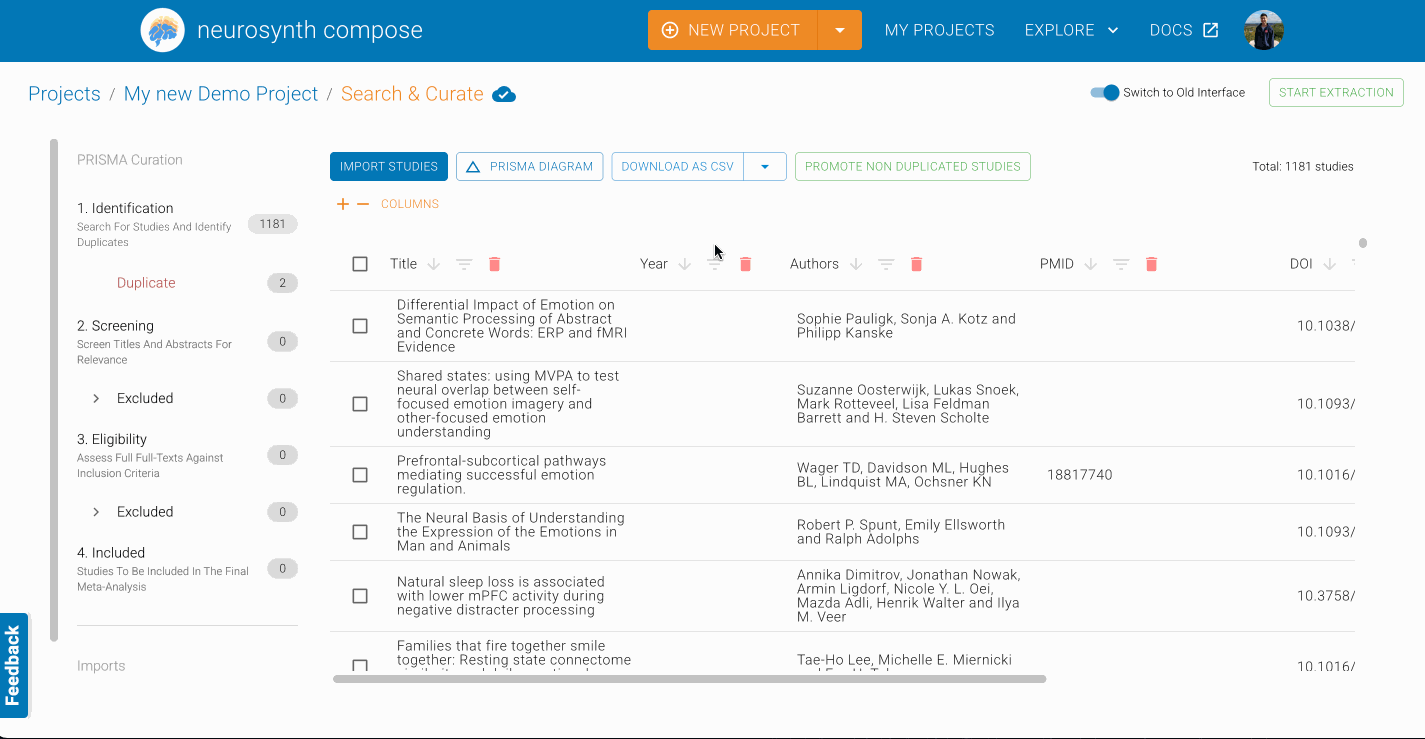 neurosynth compose
NEW PROJECT
MY PROJECTS
EXPLORE
DOCS
Projects / My new Demo Project / Search & Curate
Switch to Old Interface
START EXTRACTION
PRISMA Curation
1. Identification
Search For Studies And Identify
Duplicates
1181
Duplicate
2
2. Screening
Screen Titles And Abstracts For
Relevance
0
Excluded
0
3. Eligibility
Assess Full Full-Texts Against
Inclusion Criteria
0
Excluded
0
4. Included
Studies To Be Included In The Final
Meta-Analysis
0
Imports
Feedback
IMPORT STUDIES
PRISMA DIAGRAM
DOWNLOAD AS CSV
PROMOTE NON DUPLICATED STUDIES
Total: 1181 studies
COLUMNS
Title
Year
Authors
PMID
DOI
Differential Impact of Emotion on
Semantic Processing of Abstract
and Concrete Words: ERP and fMRI
Evidence
Sophie Pauligk, Sonja A. Kotz and
Philipp Kanske
10.1038/
Shared states: using MVPA to test
neural overlap between self-
focused emotion imagery and
other-focused emotion
understanding
Suzanne Oosterwijk, Lukas Snoek,
Mark Rotteveel, Lisa Feldman
Barrett and H. Steven Scholte
10.1093/
Prefrontal-subcortical pathways
mediating successful emotion
regulation.
Wager TD, Davidson ML, Hughes
BL, Lindquist MA, Ochsner KN
18817740
10.1016/
The Neural Basis of Understanding
the Expression of the Emotions in
Man and Animals
Robert P. Spunt, Emily Ellsworth
and Ralph Adolphs
10.1093/
Natural sleep loss is associated
with lower mPFC activity during
negative distracter processing
Annika Dimitrov, Jonathan Nowak,
Armin Ligdorf, Nicole Y. L. Oei,
Mazda Adli, Henrik Walter and Ilya
M. Veer
10.3758/
Families that fire together smile
together: Resting state connectome
Tae-Ho Lee, Michelle E. Miernicki
10.1016/